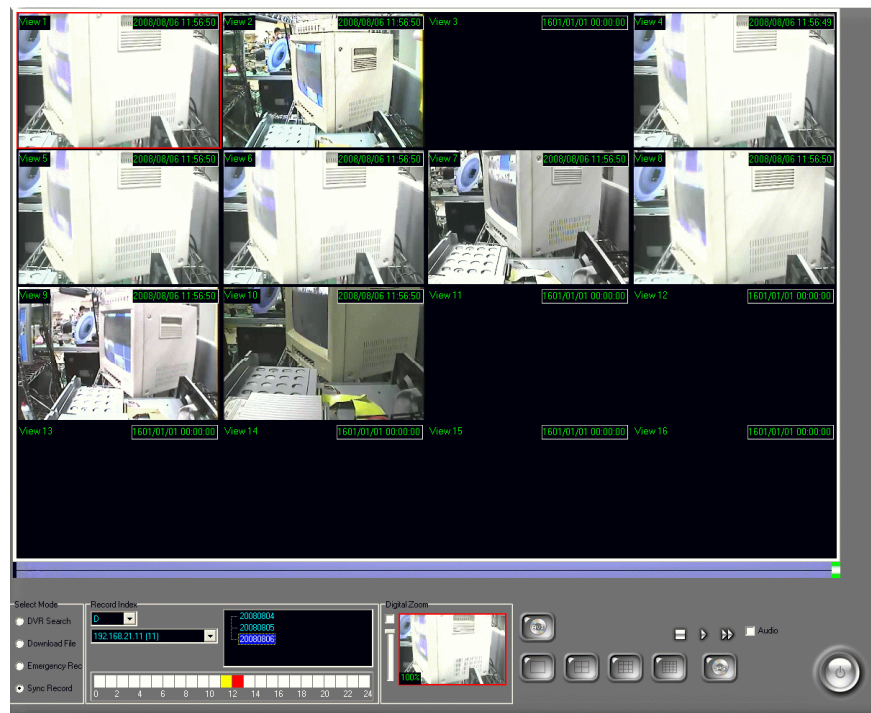 View 1 2008/08/06 11:56:50 View 2 2008/08/06 11:56:50 View 3 1601/01/01 00:00:00 View 4 2008/08/06 11:56:49
View 5 2008/08/06 11:56:50 View 6 2008/08/06 11:56:50 View 7 2008/08/06 11:56:50 View 8 2008/08/06 11:56:50
View 9 2008/08/06 11:56:50 View 10 2008/08/06 11:56:50 View 11 1601/01/01 00:00:00 View 12 1601/01/01 00:00:00
View 13 1601/01/01 00:00:00 View 14 1601/01/01 00:00:00 View 15 1601/01/01 00:00:00 View 16 1601/01/01 00:00:00
Select Mode
DVR Search
Download File
Emergency Rec
Sync Record
Record Index
D
192.168.21.11 (11)
20080804
20080805
20080806
0 2 4 6 8 10 12 14 16 18 20 22 24
Digital Zoom
100%
Audio